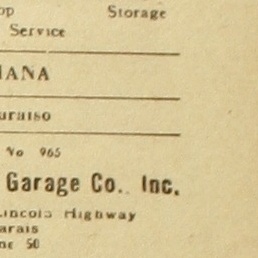 op Storage
Service
IANA
uraiso
No 965
Garage Co. Inc.
Lincoln Highway
arais
ne 50